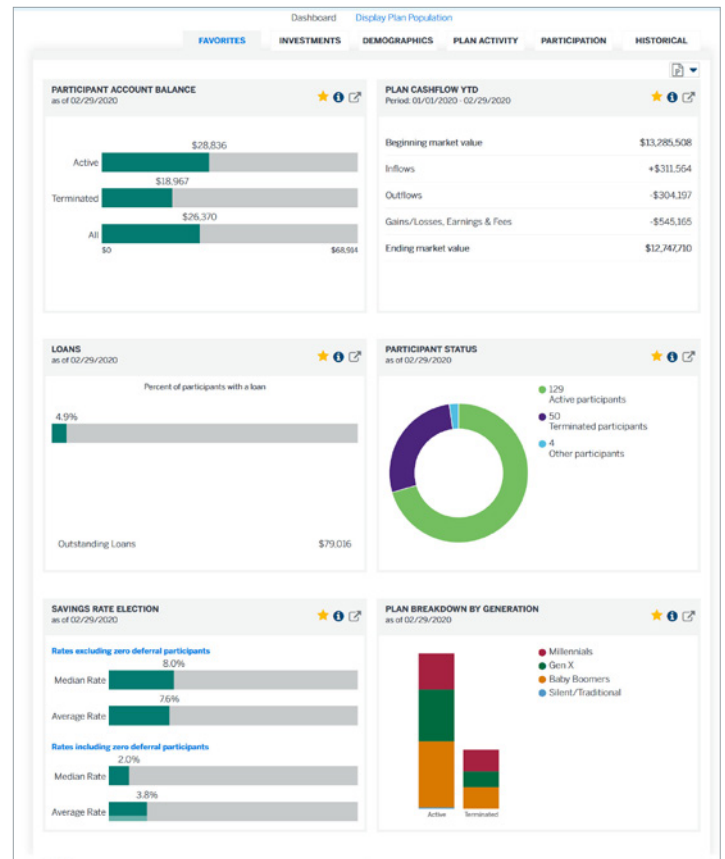 Dashboard Display Plan Population
FAVORITES INVESTMENTS DEMOGRAPHICS PLAN ACTIVITY PARTICIPATION HISTORICAL
PARTICIPANT ACCOUNT BALANCE
as of 02/29/2020
$28,836
Active
$18,967
Terminated
$26,370
All
$0 $68,914
PLAN CASHFLOW YTD
Period: 01/01/2020 - 02/29/2020
Beginning market value $13,285,508
Inflows +$311,564
Outflows -$304,197
Gains/Losses, Earnings & Fees -$545,165
Ending market value $12,747,710
LOANS
as of 02/29/2020
Percent of participants with a loan
4.9%
Outstanding Loans $79,016
PARTICIPANT STATUS
as of 02/29/2020
129
Active participants
50
Terminated participants
4
Other participants
SAVINGS RATE ELECTION
as of 02/29/2020
Rates excluding zero deferral participants
8.0%
Median Rate
7.6%
Average Rate
Rates including zero deferral participants
2.0%
Median Rate
3.8%
Average Rate
PLAN BREAKDOWN BY GENERATION
as of 02/29/2020
Millennials
Gen X
Baby Boomers
Silent/Traditional
Active Terminated